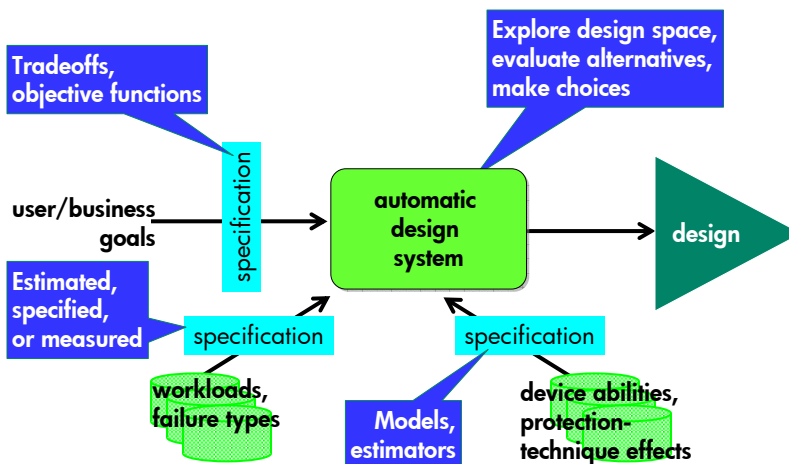 Tradeoffs,
objective functions
Explore design space,
evaluate alternatives,
make choices
specification
user/business
goals
automatic
design
system
design
Estimated,
specified,
or measured
specification
specification
workloads,
failure types
Models,
estimators
device abilities,
protection-
technique effects